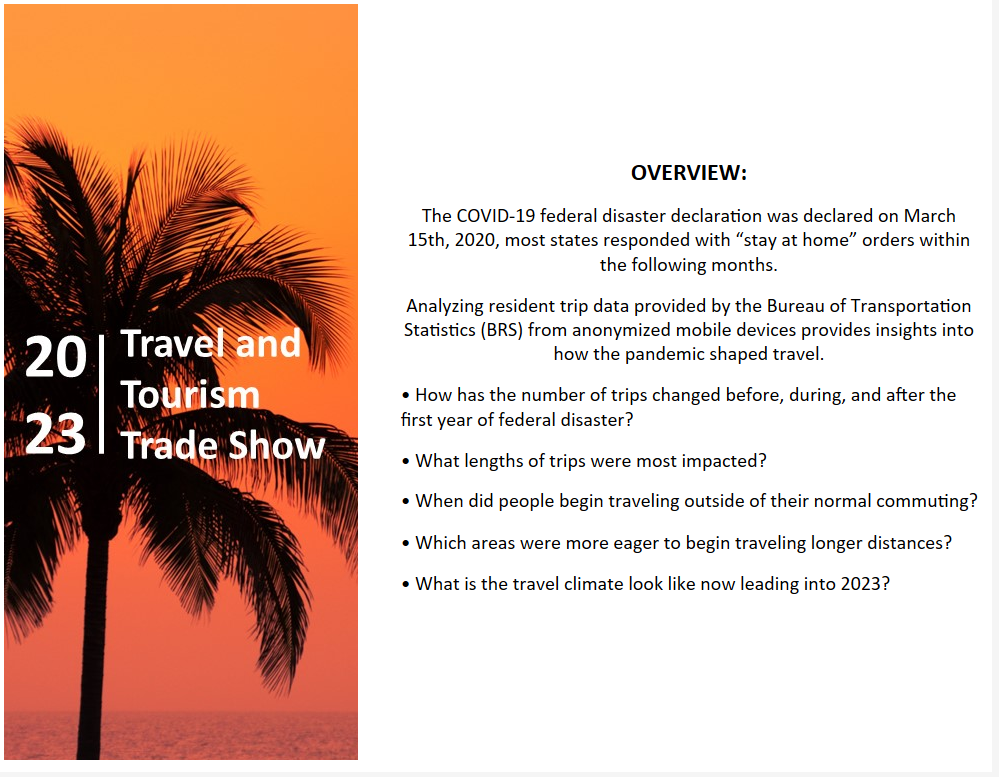 20
23
Travel and
Tourism
Trade Show
OVERVIEW:
The COVID-19 federal disaster declaration was declared on March
15th, 2020, most states responded with “stay at home” orders within
the following months.
Analyzing resident trip data provided by the Bureau of Transportation
Statistics (BRS) from anonymized mobile devices provides insights into
how the pandemic shaped travel.
• How has the number of trips changed before, during, and after the
first year of federal disaster?
• What lengths of trips were most impacted?
• When did people begin traveling outside of their normal commuting?
• Which areas were more eager to begin traveling longer distances?
• What is the travel climate look like now leading into 2023?